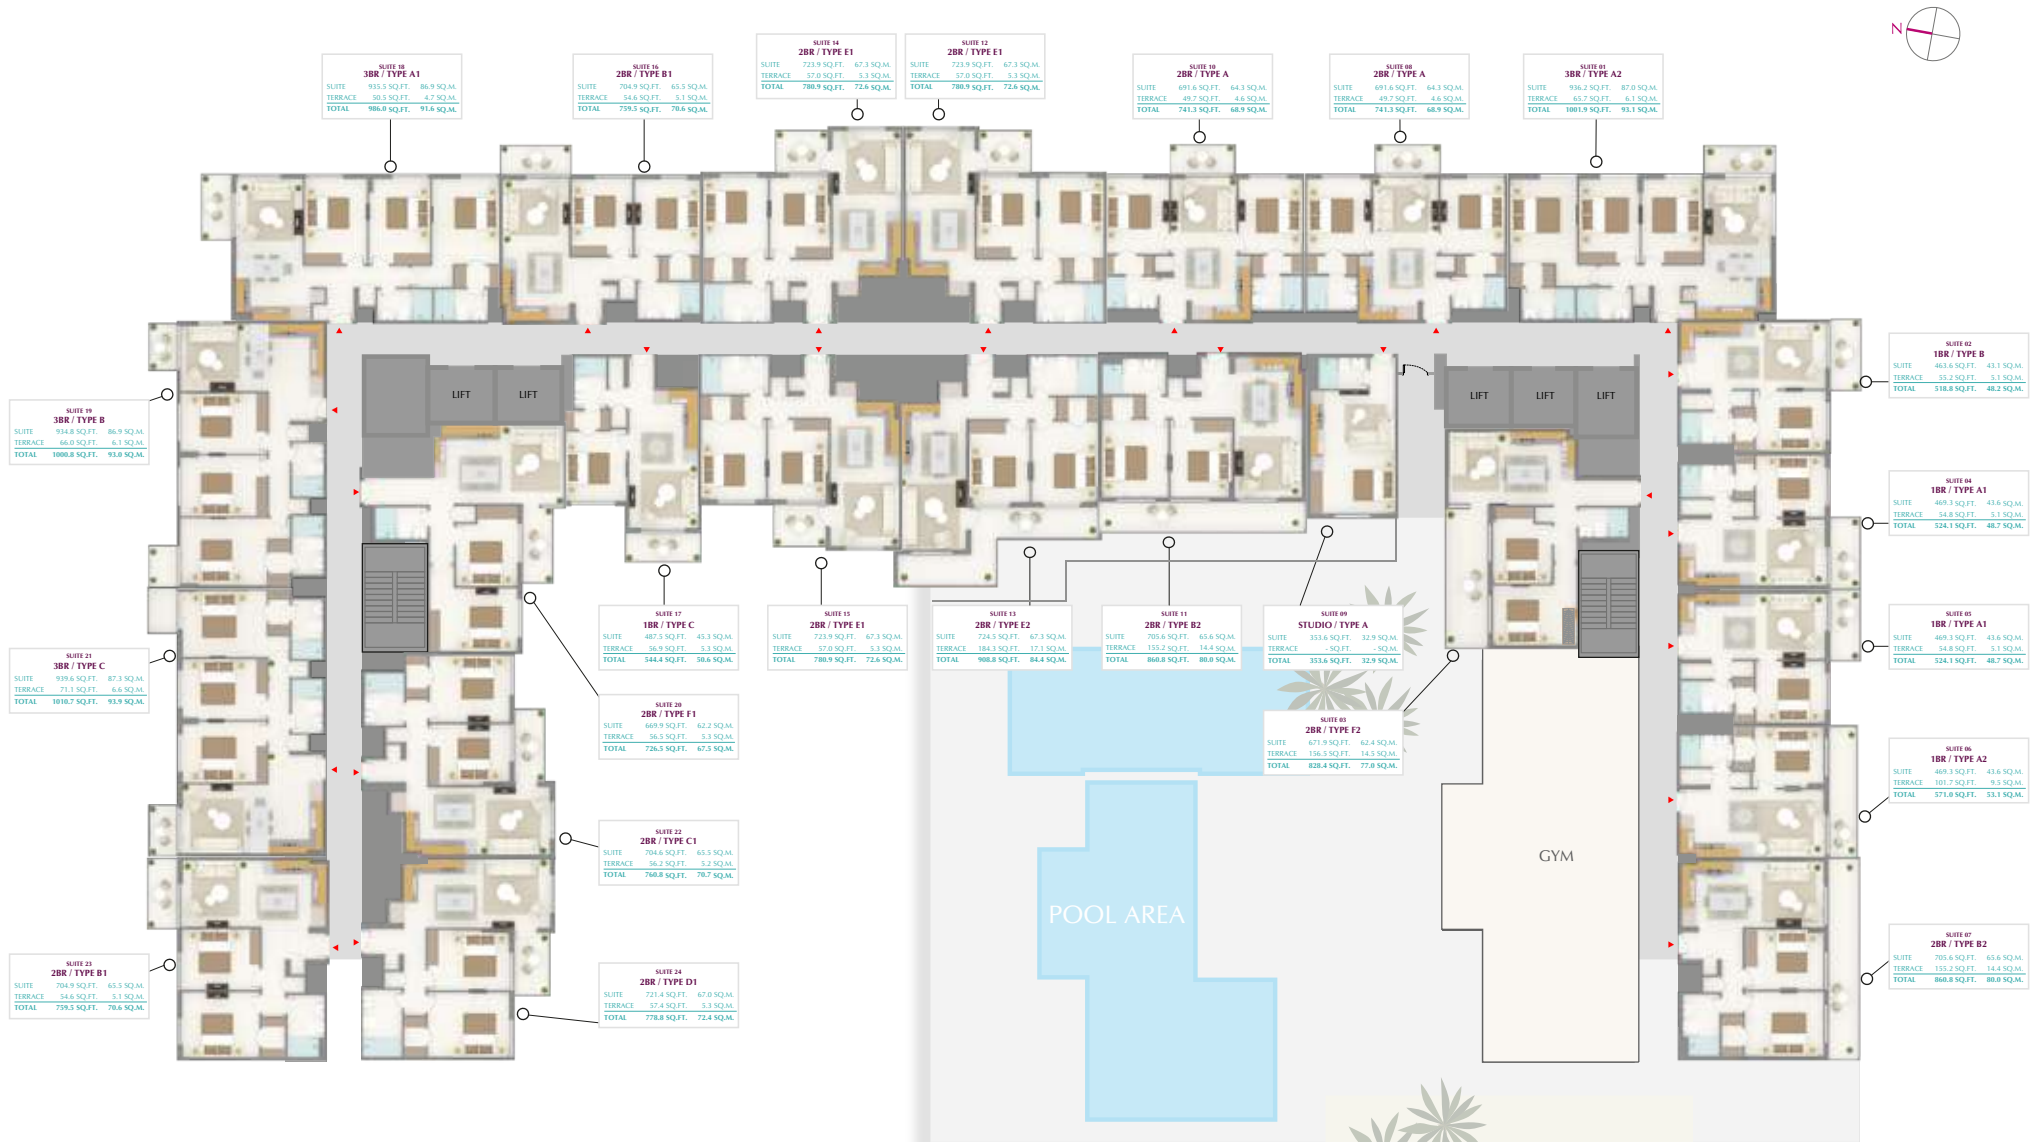 N
SUITE 14
2BR / TYPE E1
SUITE 723.9 SQ.FT. 67.3 SQ.M.
TERRACE 57.0 SQ.FT. 5.3 SQ.M.
TOTAL 780.9 SQ.FT. 72.6 SQ.M.
SUITE 12
2BR / TYPE E1
SUITE 723.9 SQ.FT. 67.3 SQ.M.
TERRACE 57.0 SQ.FT. 5.3 SQ.M.
TOTAL 780.9 SQ.FT. 72.6 SQ.M.
SUITE 18
3BR / TYPE A1
SUITE 935.5 SQ.FT. 86.9 SQ.M.
TERRACE 50.5 SQ.FT. 4.7 SQ.M.
TOTAL 986.0 SQ.FT. 91.6 SQ.M.
SUITE 16
2BR / TYPE B1
SUITE 704.9 SQ.FT. 65.5 SQ.M.
TERRACE 54.6 SQ.FT. 5.1 SQ.M.
TOTAL 759.5 SQ.FT. 70.6 SQ.M.
SUITE 10
2BR / TYPE A
SUITE 691.6 SQ.FT. 64.3 SQ.M.
TERRACE 49.7 SQ.FT. 4.6 SQ.M.
TOTAL 741.3 SQ.FT. 68.9 SQ.M.
SUITE 08
2BR / TYPE A
SUITE 691.6 SQ.FT. 64.3 SQ.M.
TERRACE 49.7 SQ.FT. 4.6 SQ.M.
TOTAL 741.3 SQ.FT. 68.9 SQ.M.
SUITE 01
3BR / TYPE A2
SUITE 936.2 SQ.FT. 87.0 SQ.M.
TERRACE 65.7 SQ.FT. 6.1 SQ.M.
TOTAL 1001.9 SQ.FT. 93.1 SQ.M.
SUITE 02
1BR / TYPE B
SUITE 463.6 SQ.FT. 43.1 SQ.M.
TERRACE 55.2 SQ.FT. 5.1 SQ.M.
TOTAL 518.8 SQ.FT. 48.2 SQ.M.
LIFT
LIFT
LIFT
LIFT
LIFT
SUITE 19
3BR / TYPE B
SUITE 934.8 SQ.FT. 86.9 SQ.M.
TERRACE 66.0 SQ.FT. 6.1 SQ.M.
TOTAL 1000.8 SQ.FT. 93.0 SQ.M.
SUITE 04
1BR / TYPE A1
SUITE 469.3 SQ.FT. 43.6 SQ.M.
TERRACE 54.8 SQ.FT. 5.1 SQ.M.
TOTAL 524.1 SQ.FT. 48.7 SQ.M.
SUITE 17
1BR / TYPE C
SUITE 487.5 SQ.FT. 45.3 SQ.M.
TERRACE 56.9 SQ.FT. 5.3 SQ.M.
TOTAL 544.4 SQ.FT. 50.6 SQ.M.
SUITE 15
2BR / TYPE E1
SUITE 723.9 SQ.FT. 67.3 SQ.M.
TERRACE 57.0 SQ.FT. 5.3 SQ.M.
TOTAL 780.9 SQ.FT. 72.6 SQ.M.
SUITE 13
2BR / TYPE E2
SUITE 724.5 SQ.FT. 67.3 SQ.M.
TERRACE 184.3 SQ.FT. 17.1 SQ.M.
TOTAL 908.8 SQ.FT. 84.4 SQ.M.
SUITE 11
2BR / TYPE B2
SUITE 705.6 SQ.FT. 65.6 SQ.M.
TERRACE 155.2 SQ.FT. 14.4 SQ.M.
TOTAL 860.8 SQ.FT. 80.0 SQ.M.
SUITE 09
STUDIO / TYPE A
SUITE 353.6 SQ.FT. 32.9 SQ.M.
TERRACE - SQ.FT. - SQ.M.
TOTAL 353.6 SQ.FT. 32.9 SQ.M.
SUITE 05
1BR / TYPE A1
SUITE 469.3 SQ.FT. 43.6 SQ.M.
TERRACE 54.8 SQ.FT. 5.1 SQ.M.
TOTAL 524.1 SQ.FT. 48.7 SQ.M.
SUITE 21
3BR / TYPE C
SUITE 939.6 SQ.FT. 87.3 SQ.M.
TERRACE 71.1 SQ.FT. 6.6 SQ.M.
TOTAL 1010.7 SQ.FT. 93.9 SQ.M.
SUITE 20
2BR / TYPE F1
SUITE 669.9 SQ.FT. 62.2 SQ.M.
TERRACE 56.5 SQ.FT. 5.3 SQ.M.
TOTAL 726.5 SQ.FT. 67.5 SQ.M.
SUITE 03
2BR / TYPE F2
SUITE 671.9 SQ.FT. 62.4 SQ.M.
TERRACE 156.5 SQ.FT. 14.5 SQ.M.
TOTAL 828.4 SQ.FT. 77.0 SQ.M.
SUITE 06
1BR / TYPE A2
SUITE 469.3 SQ.FT. 43.6 SQ.M.
TERRACE 101.7 SQ.FT. 9.5 SQ.M.
TOTAL 571.0 SQ.FT. 53.1 SQ.M.
SUITE 22
2BR / TYPE C1
SUITE 704.6 SQ.FT. 65.5 SQ.M.
TERRACE 56.2 SQ.FT. 5.2 SQ.M.
TOTAL 760.8 SQ.FT. 70.7 SQ.M.
GYM
POOL AREA
SUITE 23
2BR / TYPE B1
SUITE 704.9 SQ.FT. 65.5 SQ.M.
TERRACE 54.6 SQ.FT. 5.1 SQ.M.
TOTAL 759.5 SQ.FT. 70.6 SQ.M.
SUITE 24
2BR / TYPE D1
SUITE 721.4 SQ.FT. 67.0 SQ.M.
TERRACE 57.4 SQ.FT. 5.3 SQ.M.
TOTAL 778.8 SQ.FT. 72.4 SQ.M.
SUITE 07
2BR / TYPE B2
SUITE 705.6 SQ.FT. 65.6 SQ.M.
TERRACE 155.2 SQ.FT. 14.4 SQ.M.
TOTAL 860.8 SQ.FT. 80.0 SQ.M.